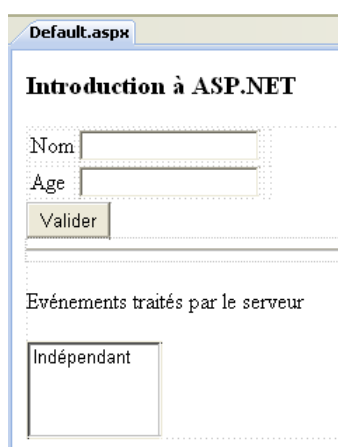 Default.aspx
Introduction à ASP.NET
Nom
Age
Valider
Evénements traités par le serveur
Indépendant